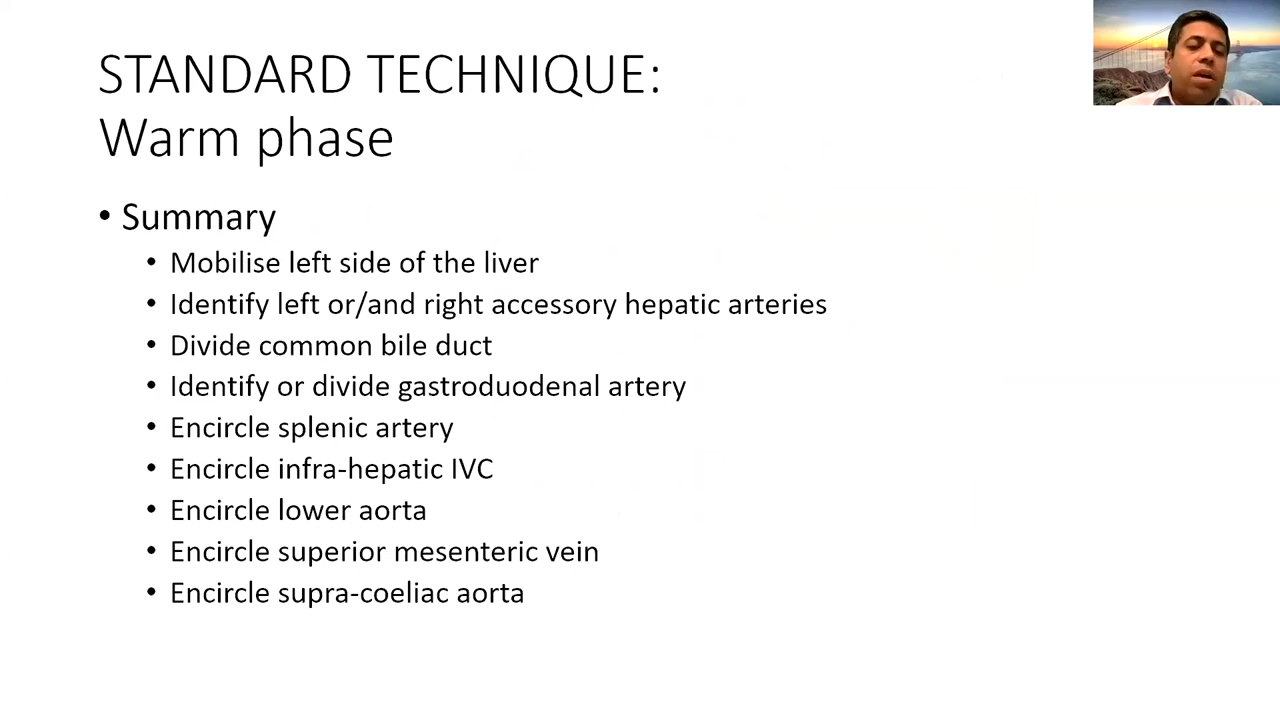 STANDARD TECHNIQUE:
Warm phase
• Summary
• Mobilise left side of the liver
• Identify left or/and right accessory hepatic arteries
• Divide common bile duct
• Identify or divide gastroduodenal artery
• Encircle splenic artery
• Encircle infra-hepatic IVC
• Encircle lower aorta
• Encircle superior mesenteric vein
• Encircle supra-coeliac aorta